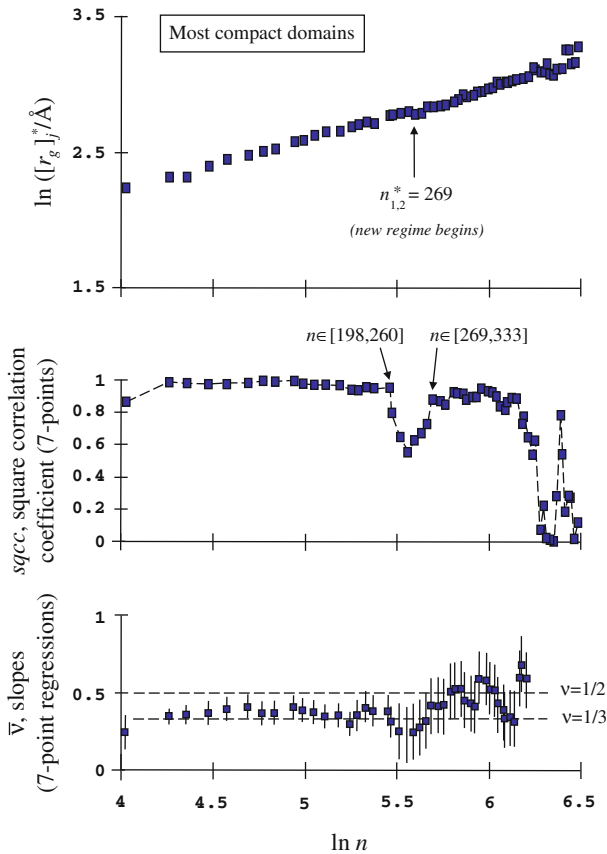 Most compact domains
3.5
2.5
1.5
ln ([r_g]_j^*/Å)
n_{1,2}^* = 269
(new regime begins)
n∈[198,260]
n∈[269,333]
1
0.8
0.6
0.4
0.2
0
sqcc, square correlation
coefficient (7-points)
1
0.5
0
ν̅, slopes
(7-point regressions)
ν=1/2
ν=1/3
4
4.5
5
5.5
6
6.5
ln n